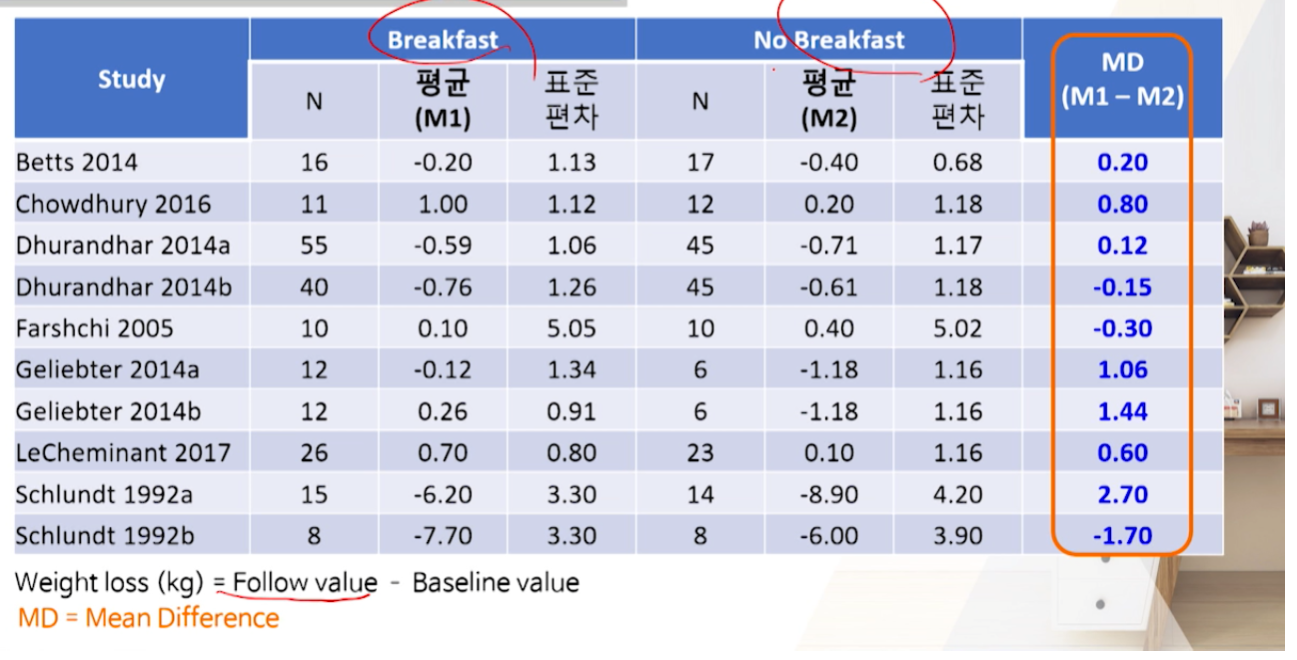 Study Breakfast No Breakfast MD (M1 – M2)
N 평균 (M1) 표준 편차 N 평균 (M2) 표준 편차
Betts 2014 16 -0.20 1.13 17 -0.40 0.68 0.20
Chowdhury 2016 11 1.00 1.12 12 0.20 1.18 0.80
Dhurandhar 2014a 55 -0.59 1.06 45 -0.71 1.17 0.12
Dhurandhar 2014b 40 -0.76 1.26 45 -0.61 1.18 -0.15
Farshchi 2005 10 0.10 5.05 10 0.40 5.02 -0.30
Geliebter 2014a 12 -0.12 1.34 6 -1.18 1.16 1.06
Geliebter 2014b 12 0.26 0.91 6 -1.18 1.16 1.44
LeCheminant 2017 26 0.70 0.80 23 0.10 1.16 0.60
Schlundt 1992a 15 -6.20 3.30 14 -8.90 4.20 2.70
Schlundt 1992b 8 -7.70 3.30 8 -6.00 3.90 -1.70
Weight loss (kg) = Follow value - Baseline value
MD = Mean Difference